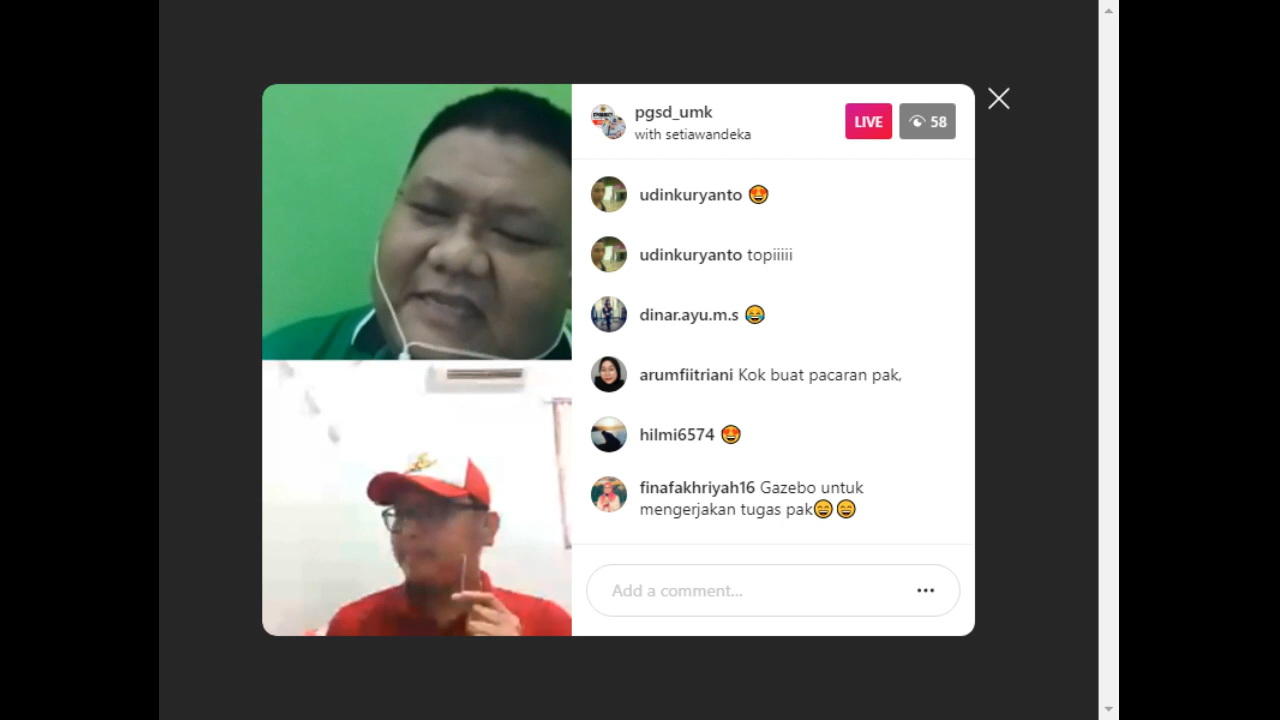 pgsd_umk
with setiawandeka
LIVE
58
udinkuryanto 🤩
udinkuryanto topiiiii
dinar.ayu.m.s 😂
arumfiitriani Kok buat pacaran pak,
hilmi6574 🤩
finafakhriyah16 Gazebo untuk
mengerjakan tugas pak😄😄
Add a comment...